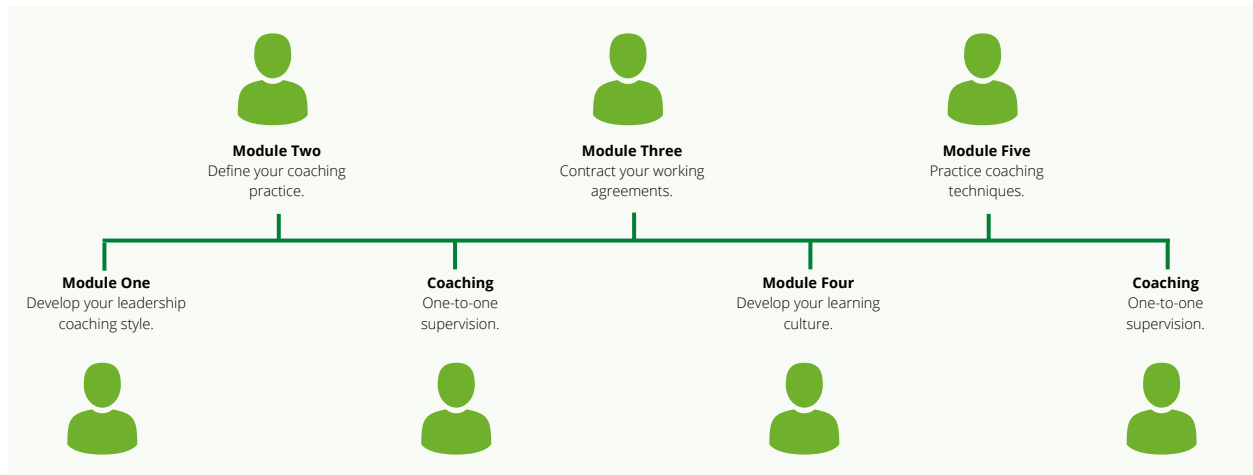 Module Two
Define your coaching
practice.
Module Three
Contract your working
agreements.
Module Five
Practice coaching
techniques.
Module One
Develop your leadership
coaching style.
Coaching
One-to-one
supervision.
Module Four
Develop your learning
culture.
Coaching
One-to-one
supervision.